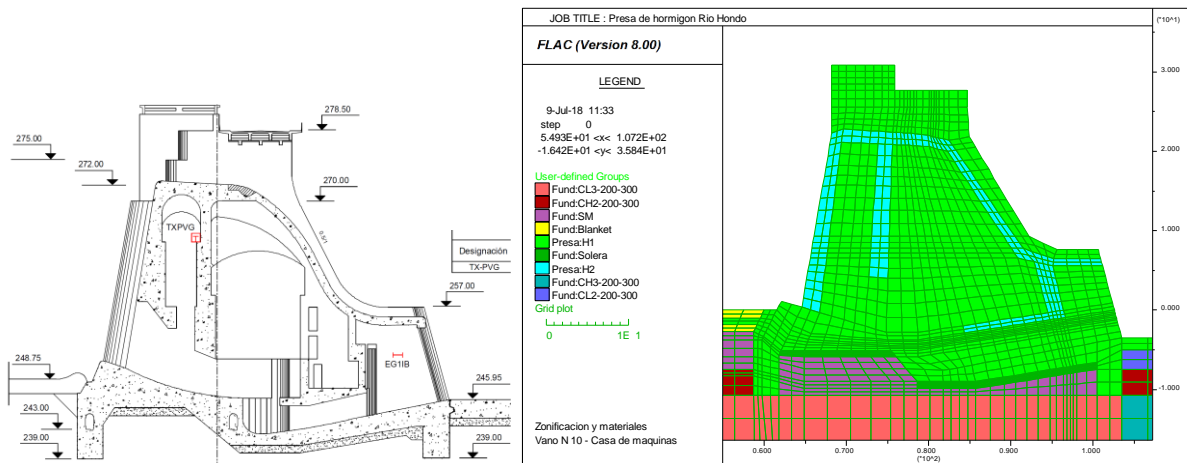 278.50
275.00
272.00
270.00
TXPVG
0.5/1
Designación
TX-PVG
257.00
EG1IB
248.75
245.95
243.00
239.00
239.00
JOB TITLE : Presa de hormigon Rio Hondo
FLAC (Version 8.00)
LEGEND
9-Jul-18 11:33
step 0
5.493E+01 <x< 1.072E+02
-1.642E+01 <y< 3.584E+01
User-defined Groups
Fund:CL3-200-300
Fund:CH2-200-300
Fund:SM
Fund:Blanket
Presa:H1
Fund:Solera
Presa:H2
Fund:CH3-200-300
Fund:CL2-200-300
Grid plot
0 1E 1
Zonificacion y materiales
Vano N 10 - Casa de maquinas
(*10^1)
3.000
2.000
1.000
0.000
-1.000
0.600 0.700 0.800 0.900 1.000
(*10^2)